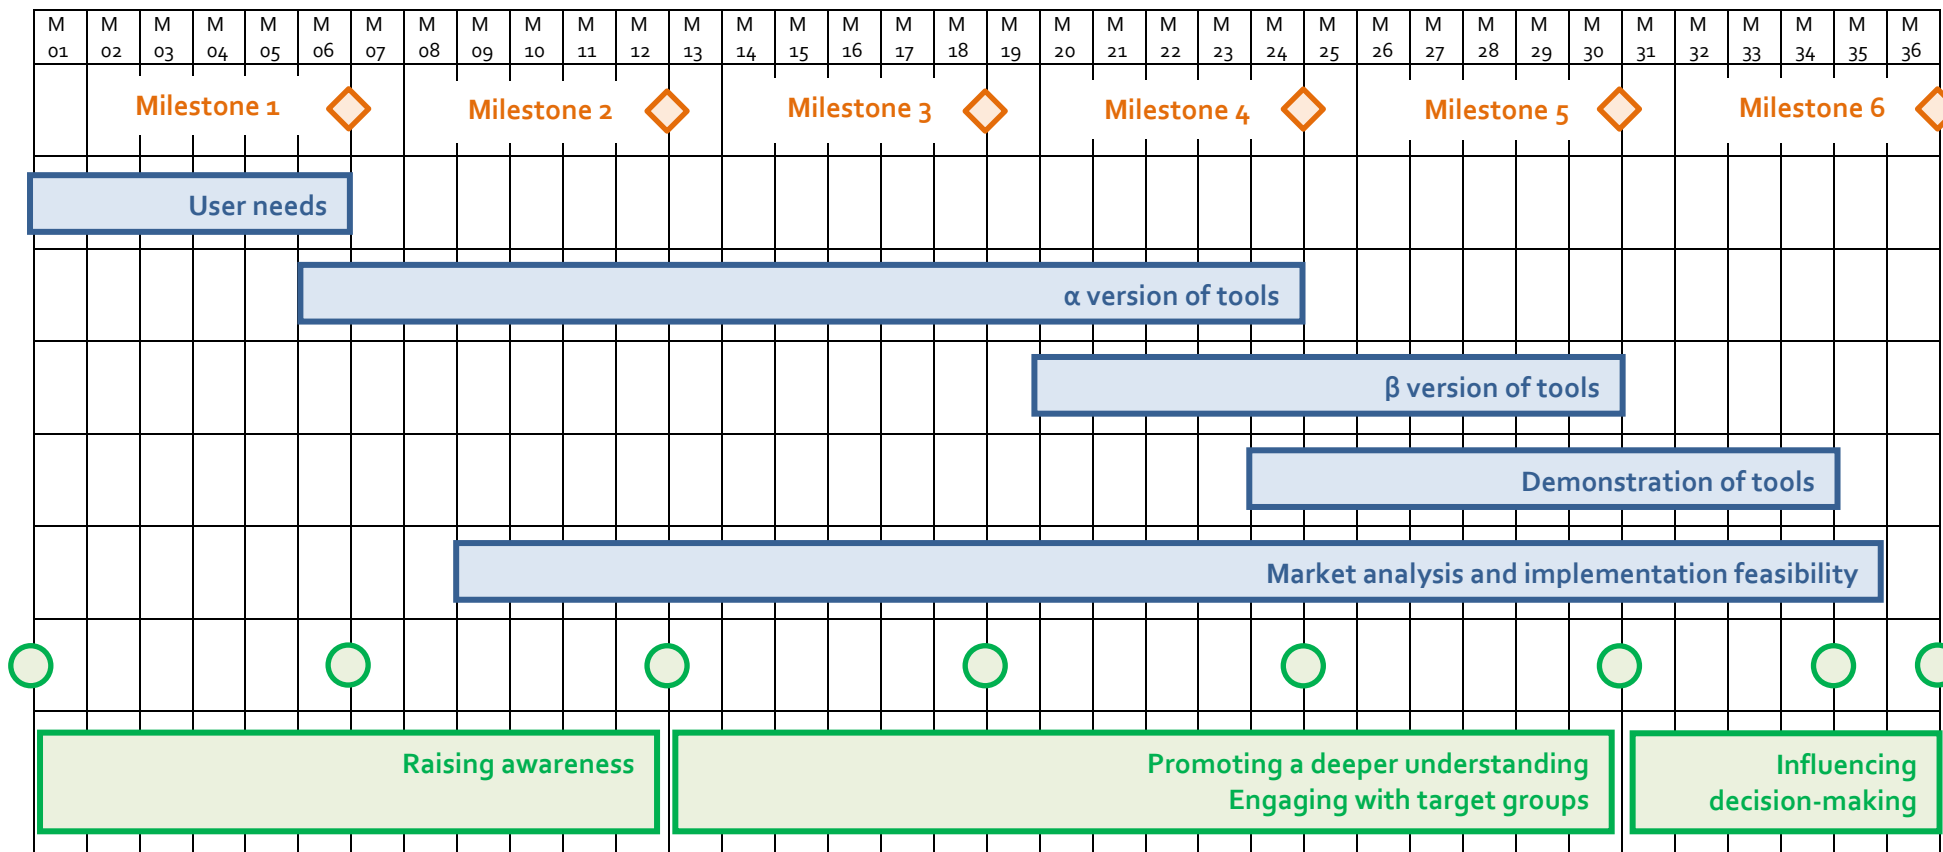 M M M M M M M M M M M M M M M M M M M M M M M M M M M M M M M M M M M M
01 02 03 04 05 06 07 08 09 10 11 12 13 14 15 16 17 18 19 20 21 22 23 24 25 26 27 28 29 30 31 32 33 34 35 36
Milestone 1 Milestone 2 Milestone 3 Milestone 4 Milestone 5 Milestone 6
User needs
α version of tools
β version of tools
Demonstration of tools
Market analysis and implementation feasibility
Raising awareness
Promoting a deeper understanding
Engaging with target groups
Influencing
decision-making